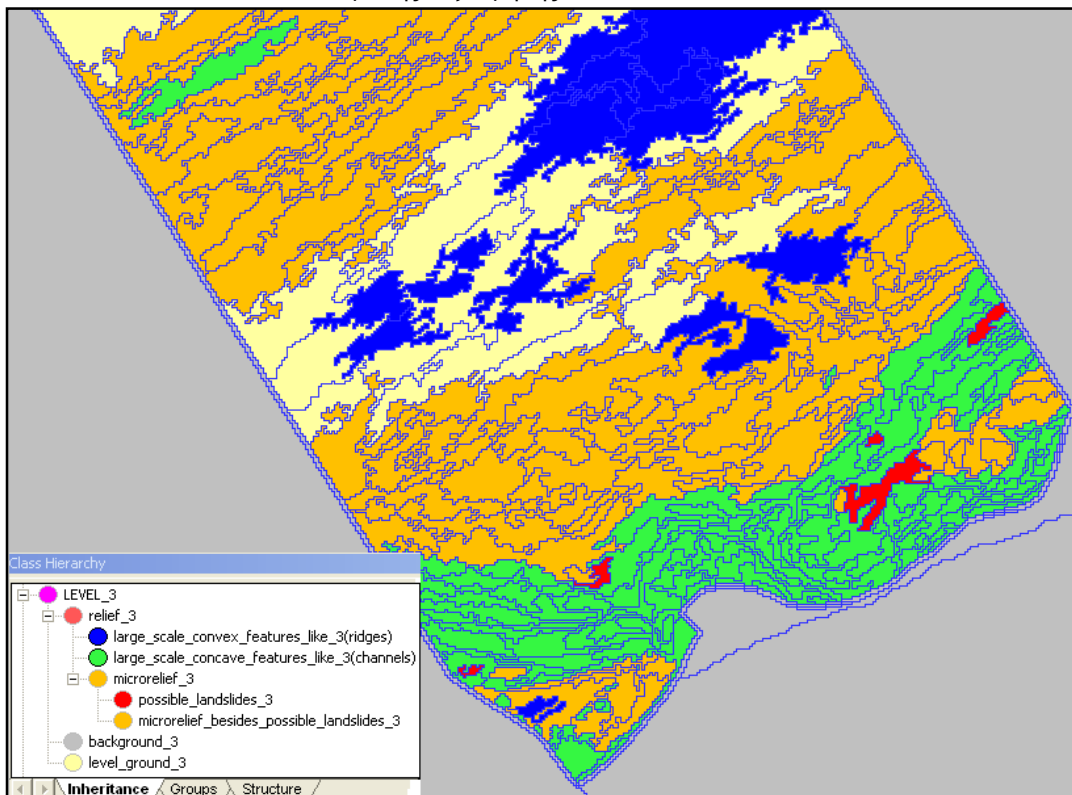 Class Hierarchy
LEVEL_3
relief_3
large_scale_convex_features_like_3(ridges)
large_scale_concave_features_like_3(channels)
microrelief_3
possible_landslides_3
microrelief_besides_possible_landslides_3
background_3
level_ground_3
Inheritance Groups Structure